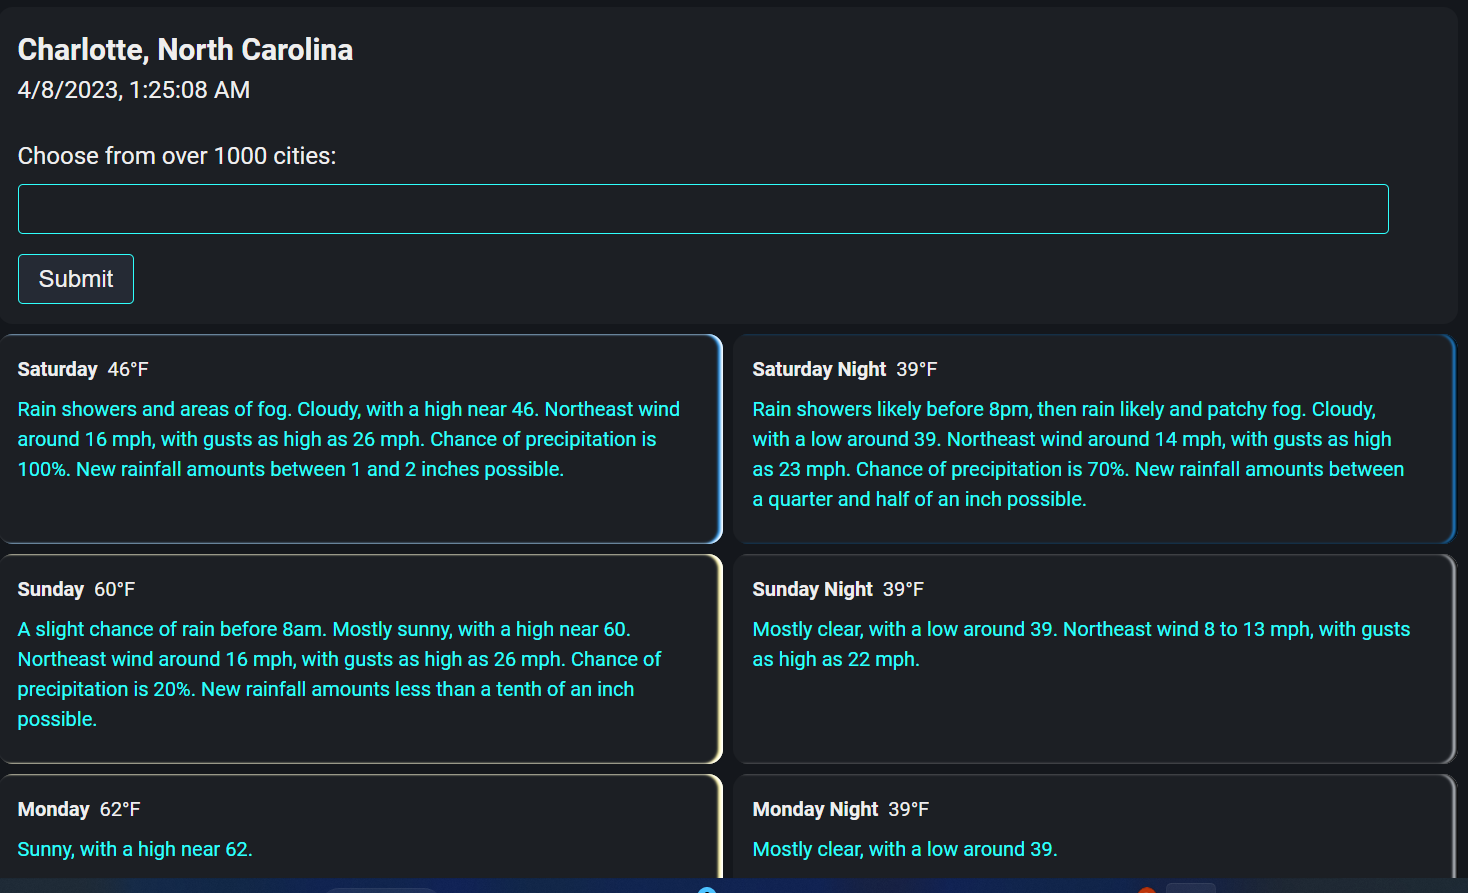 Charlotte, North Carolina
4/8/2023, 1:25:08 AM
Choose from over 1000 cities:
Submit
Saturday 46°F
Rain showers and areas of fog. Cloudy, with a high near 46. Northeast wind
around 16 mph, with gusts as high as 26 mph. Chance of precipitation is
100%. New rainfall amounts between 1 and 2 inches possible.
Saturday Night 39°F
Rain showers likely before 8pm, then rain likely and patchy fog. Cloudy,
with a low around 39. Northeast wind around 14 mph, with gusts as high
as 23 mph. Chance of precipitation is 70%. New rainfall amounts between
a quarter and half of an inch possible.
Sunday 60°F
A slight chance of rain before 8am. Mostly sunny, with a high near 60.
Northeast wind around 16 mph, with gusts as high as 26 mph. Chance of
precipitation is 20%. New rainfall amounts less than a tenth of an inch
possible.
Sunday Night 39°F
Mostly clear, with a low around 39. Northeast wind 8 to 13 mph, with gusts
as high as 22 mph.
Monday 62°F
Sunny, with a high near 62.
Monday Night 39°F
Mostly clear, with a low around 39.